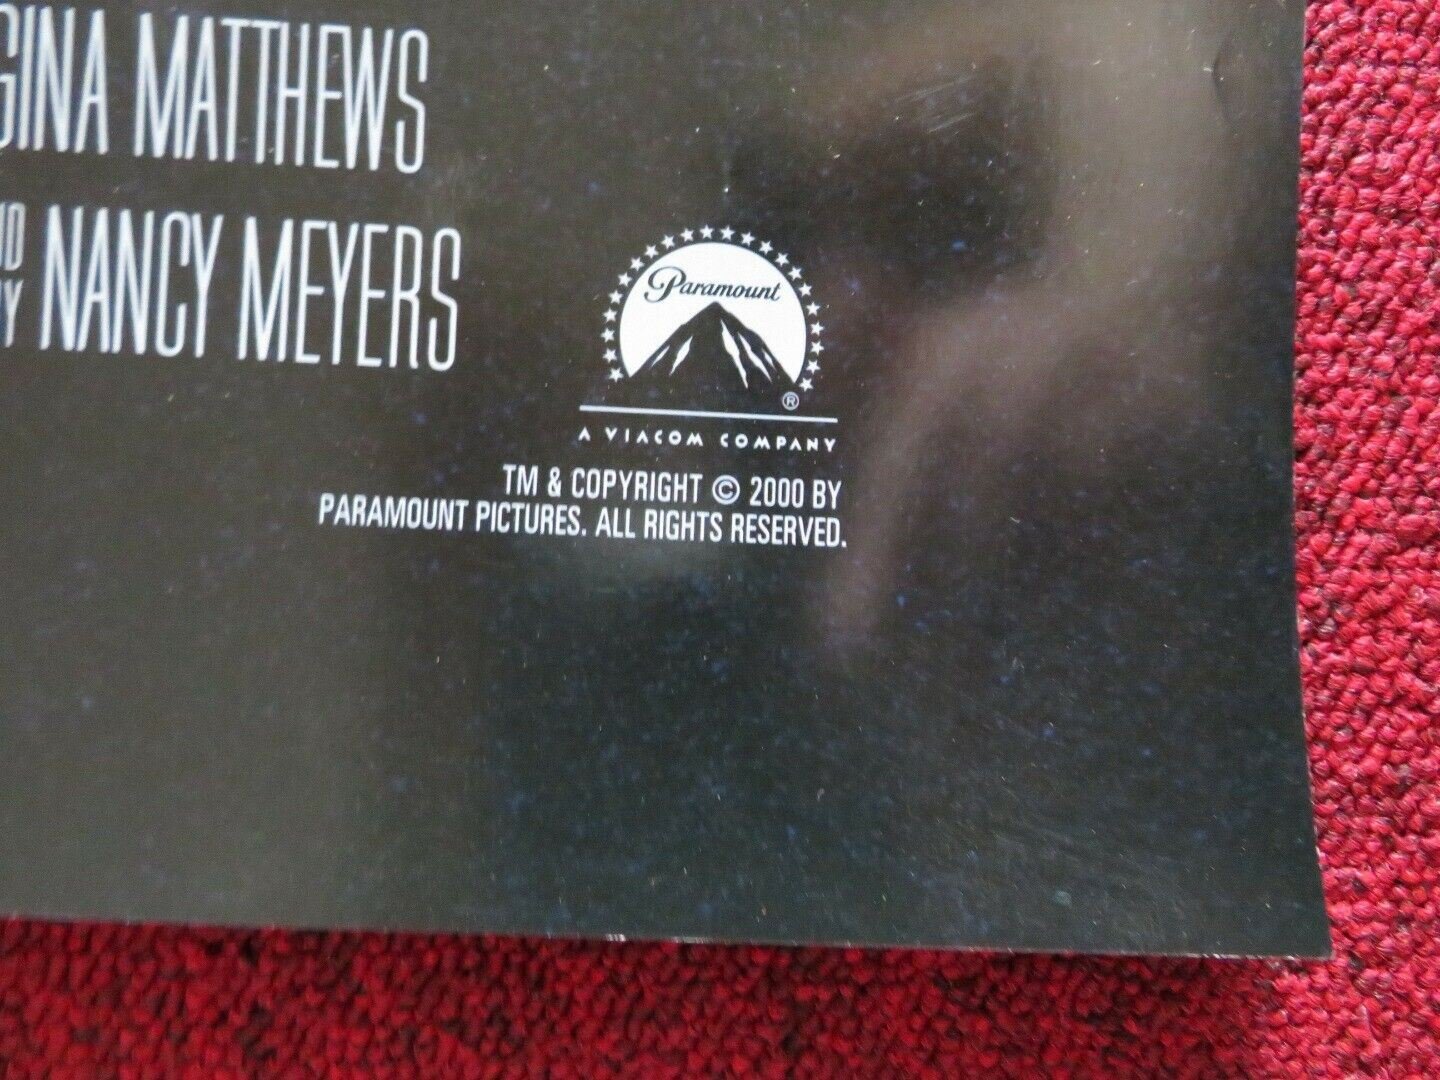 GINA MATTHEWS
NANCY MEYERS
Paramount
®
A VIACOM COMPANY
TM & COPYRIGHT © 2000 BY
PARAMOUNT PICTURES. ALL RIGHTS RESERVED.